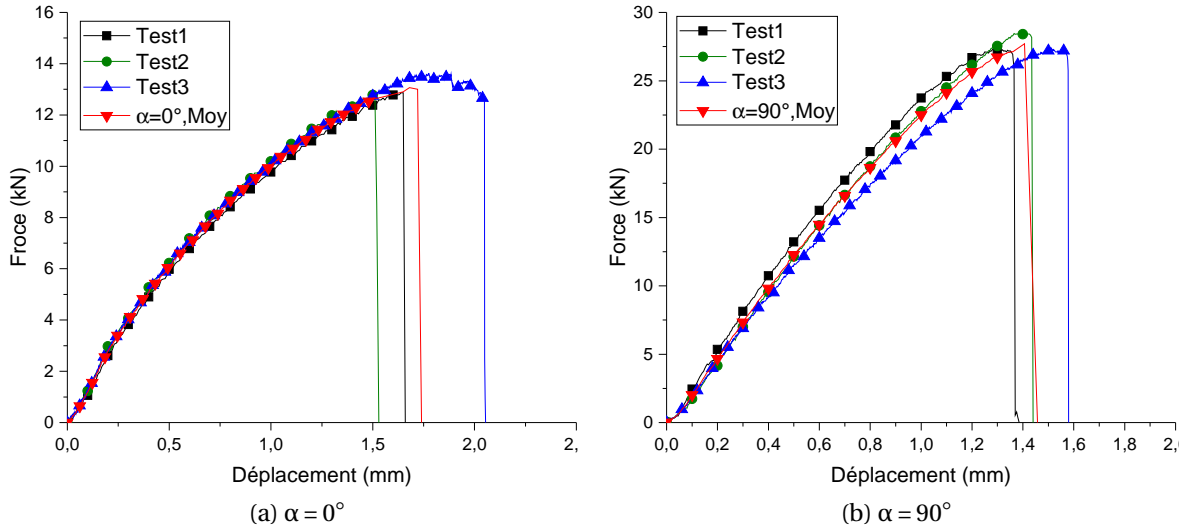 16
14
12
10
8
6
4
2
0
Froce (kN)
Test1
Test2
Test3
α=0°,Moy
0,0 0,5 1,0 1,5 2,0 2,
Déplacement (mm)
(a) α = 0°
30
25
20
15
10
5
0
Force (kN)
Test1
Test2
Test3
α=90°,Moy
0,0 0,2 0,4 0,6 0,8 1,0 1,2 1,4 1,6 1,8 2,0
Déplacement (mm)
(b) α = 90°